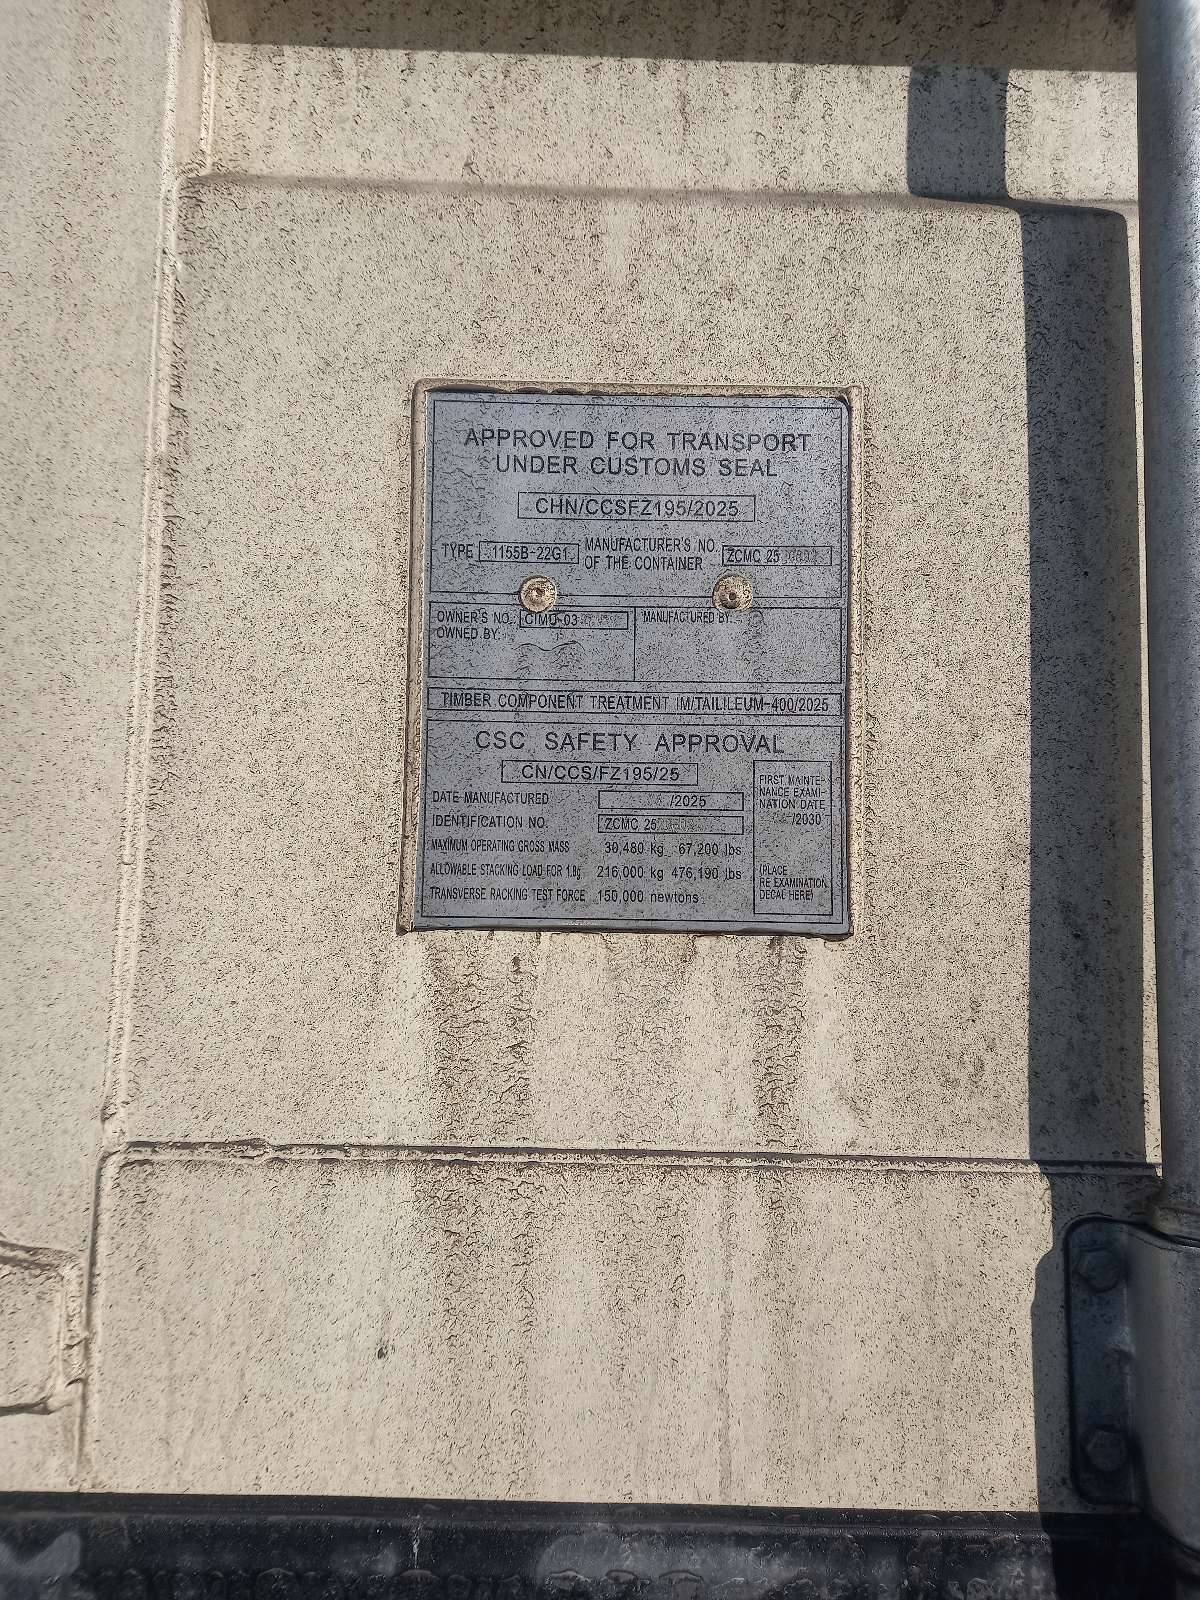 APPROVED FOR TRANSPORT
UNDER CUSTOMS SEAL
CHN/CCSFZ195/2025
TYPE 1155B-22G1 MANUFACTURER'S NO.
OF THE CONTAINER ZCMC 25
OWNER'S NO.: CIMU-03
OWNED BY:
MANUFACTURED BY:
TIMBER COMPONENT TREATMENT IM/TAILILEUM-400/2025
CSC SAFETY APPROVAL
CN/CCS/FZ195/25
DATE MANUFACTURED /2025
IDENTIFICATION NO. ZCMC 25
MAXIMUM OPERATING GROSS MASS 30,480 kg 67,200 lbs
ALLOWABLE STACKING LOAD FOR 1.8g 216,000 kg 476,190 lbs
TRANSVERSE RACKING TEST FORCE 150,000 newtons
FIRST MAINTE-
NANCE EXAMI-
NATION DATE
/2030
(PLACE
RE EXAMINATION
DECAL HERE)